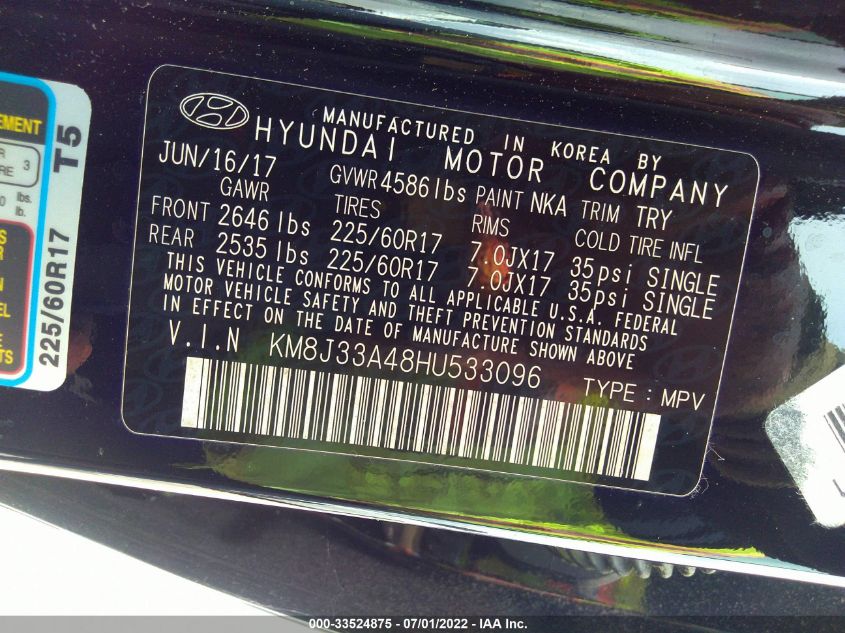 MANUFACTURED IN KOREA BY
HYUNDAI MOTOR COMPANY
JUN/16/17 GVWR 4586 lbs PAINT NKA TRIM TRY
GAWR TIRES RIMS COLD TIRE INFL
FRONT 2646 lbs 225/60R17 7.0JX17 35psi SINGLE
REAR 2535 lbs 225/60R17 7.0JX17 35psi SINGLE
THIS VEHICLE CONFORMS TO ALL APPLICABLE U.S.A. FEDERAL
MOTOR VEHICLE SAFETY AND THEFT PREVENTION STANDARDS
IN EFFECT ON THE DATE OF MANUFACTURE SHOWN ABOVE
V.I.N KM8J33A48HU533096 TYPE : MPV
225/60R17 T5
EMENT
3
lbs.
lb.
000-33524875 / 07/01/2022 - IAA Inc.